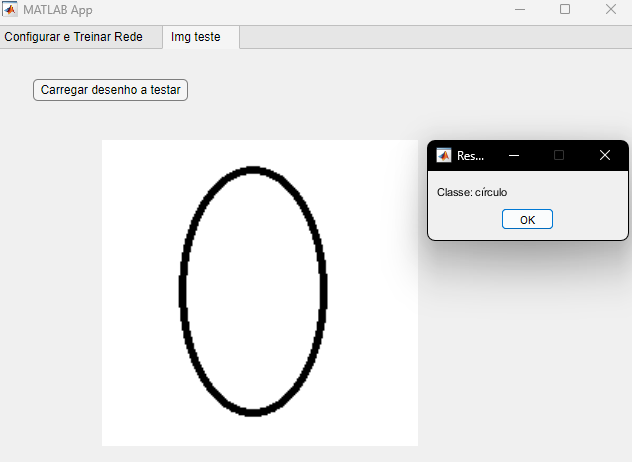 MATLAB App
Configurar e Treinar Rede
Img teste
Carregar desenho a testar
Res...
Classe: círculo
OK